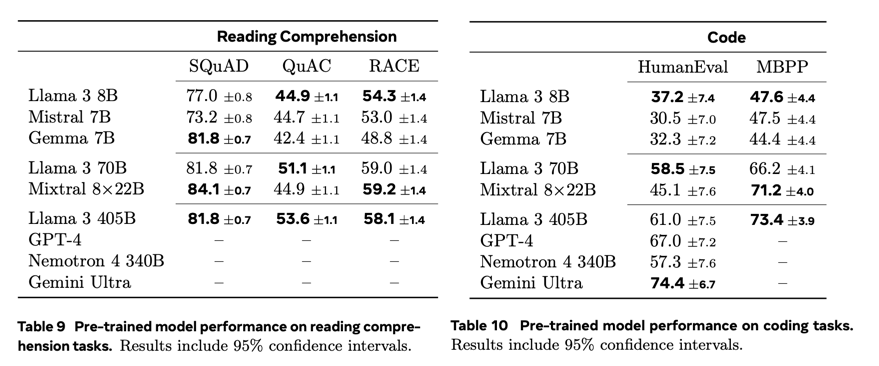 Reading Comprehension
SQuAD QuAC RACE
Llama 3 8B 77.0 ±0.8 44.9 ±1.1 54.3 ±1.4
Mistral 7B 73.2 ±0.8 44.7 ±1.1 53.0 ±1.4
Gemma 7B 81.8 ±0.7 42.4 ±1.1 48.8 ±1.4
Llama 3 70B 81.8 ±0.7 51.1 ±1.1 59.0 ±1.4
Mixtral 8×22B 84.1 ±0.7 44.9 ±1.1 59.2 ±1.4
Llama 3 405B 81.8 ±0.7 53.6 ±1.1 58.1 ±1.4
GPT-4 – – –
Nemotron 4 340B – – –
Gemini Ultra – – –
Table 9 Pre-trained model performance on reading compre-
hension tasks. Results include 95% confidence intervals.
Code
HumanEval MBPP
Llama 3 8B 37.2 ±7.4 47.6 ±4.4
Mistral 7B 30.5 ±7.0 47.5 ±4.4
Gemma 7B 32.3 ±7.2 44.4 ±4.4
Llama 3 70B 58.5 ±7.5 66.2 ±4.1
Mixtral 8×22B 45.1 ±7.6 71.2 ±4.0
Llama 3 405B 61.0 ±7.5 73.4 ±3.9
GPT-4 67.0 ±7.2 –
Nemotron 4 340B 57.3 ±7.6 –
Gemini Ultra 74.4 ±6.7 –
Table 10 Pre-trained model performance on coding tasks.
Results include 95% confidence intervals.